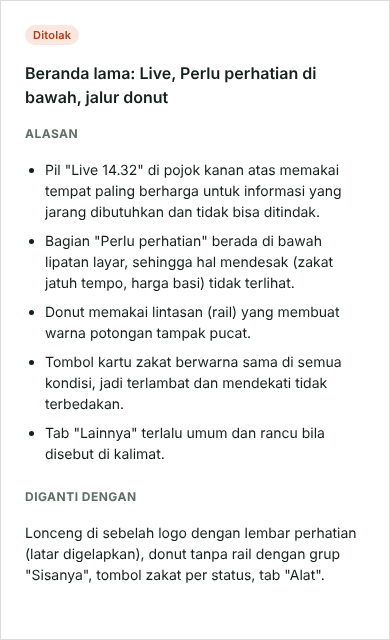 Ditolak
Beranda lama: Live, Perlu perhatian di
bawah, jalur donut
ALASAN
• Pil "Live 14.32" di pojok kanan atas memakai
tempat paling berharga untuk informasi yang
jarang dibutuhkan dan tidak bisa ditindak.
• Bagian "Perlu perhatian" berada di bawah
lipatan layar, sehingga hal mendesak (zakat
jatuh tempo, harga basi) tidak terlihat.
• Donut memakai lintasan (rail) yang membuat
warna potongan tampak pucat.
• Tombol kartu zakat berwarna sama di semua
kondisi, jadi terlambat dan mendekati tidak
terbedakan.
• Tab "Lainnya" terlalu umum dan rancu bila
disebut di kalimat.
DIGANTI DENGAN
Lonceng di sebelah logo dengan lembar perhatian
(latar digelapkan), donut tanpa rail dengan grup
"Sisanya", tombol zakat per status, tab "Alat".